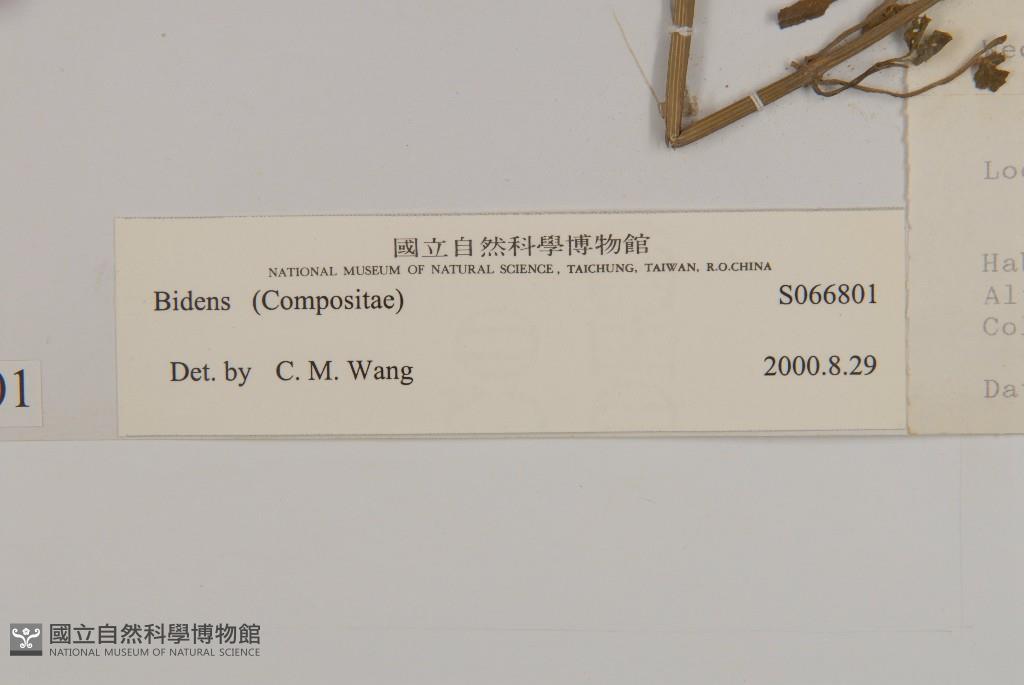 國立自然科學博物館
NATIONAL MUSEUM OF NATURAL SCIENCE, TAICHUNG, TAIWAN, R.O.CHINA
Bidens (Compositae) S066801
Det. by C. M. Wang 2000.8.29
01
國立自然科學博物館
NATIONAL MUSEUM OF NATURAL SCIENCE